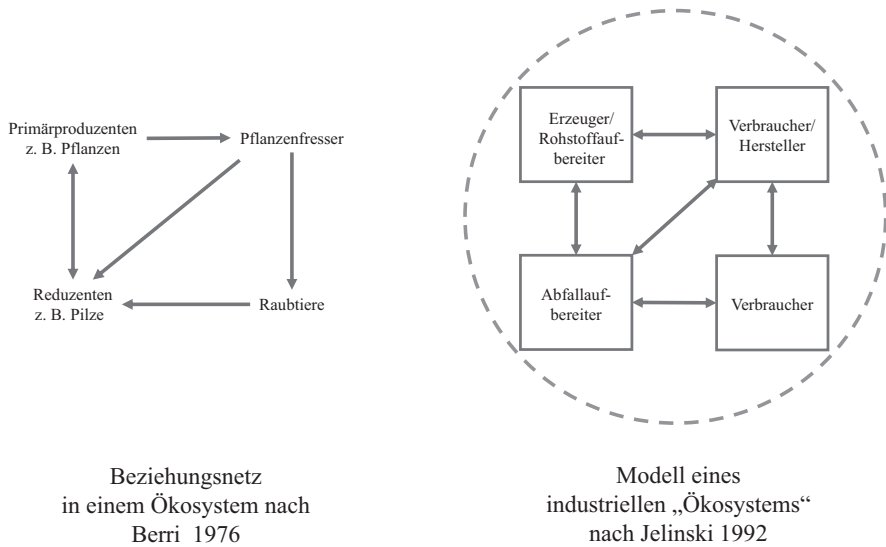 Primärproduzenten
z. B. Pflanzen
Pflanzenfresser
Reduzenten
z. B. Pilze
Raubtiere
Erzeuger/
Rohstoffauf-
bereiter
Verbraucher/
Hersteller
Abfallauf-
bereiter
Verbraucher
Beziehungsnetz
in einem Ökosystem nach
Berri 1976
Modell eines
industriellen „Ökosystems“
nach Jelinski 1992